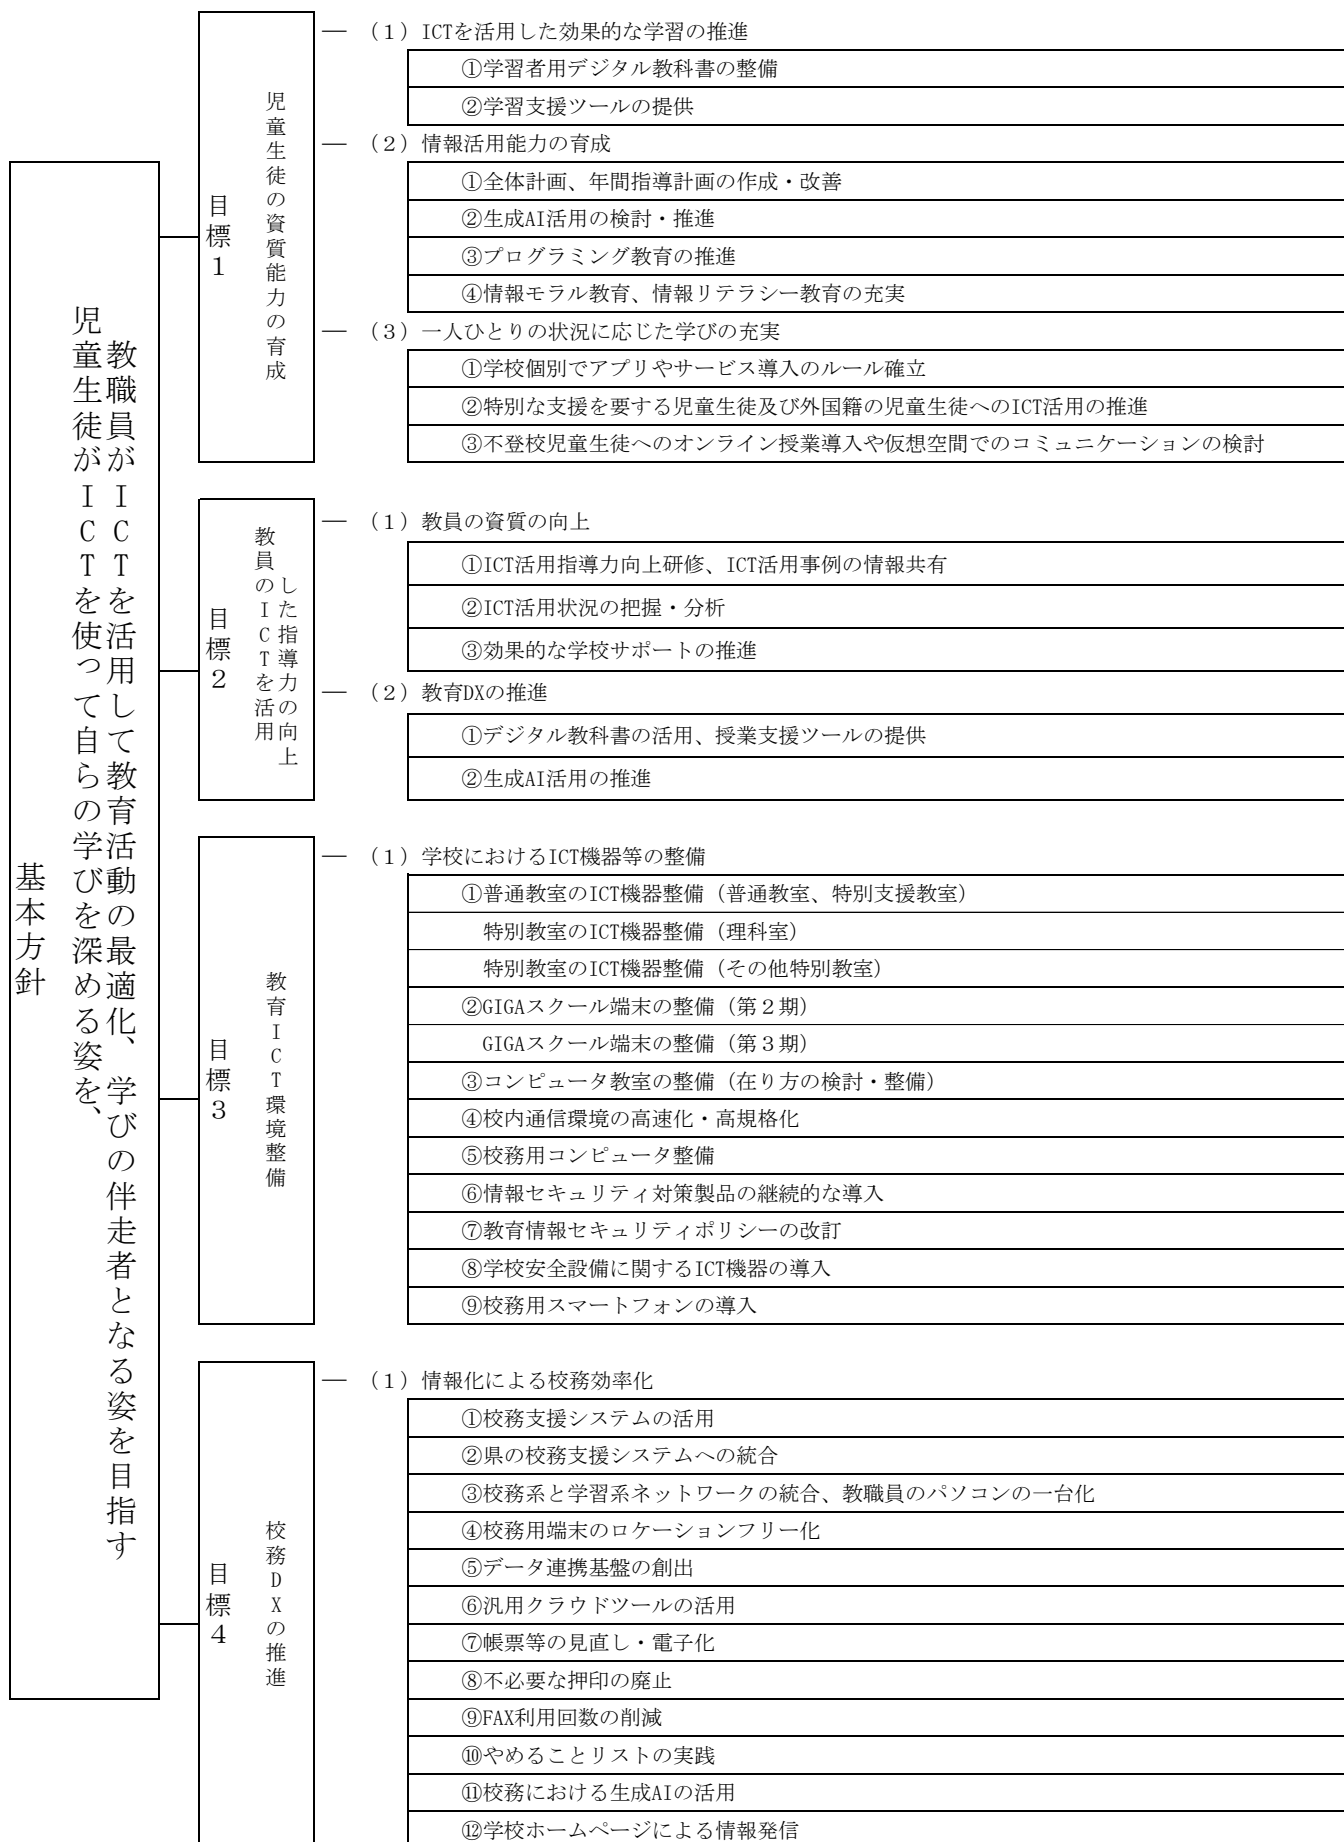 基本方針
児童生徒がＩＣＴを使って自らの学びを深める姿を、
教職員がＩＣＴを活用して教育活動の最適化、学びの伴走者となる姿を目指す
目標１
児童生徒の資質能力の育成
― （１）ICTを活用した効果的な学習の推進
①学習者用デジタル教科書の整備
②学習支援ツールの提供
― （２）情報活用能力の育成
①全体計画、年間指導計画の作成・改善
②生成AI活用の検討・推進
③プログラミング教育の推進
④情報モラル教育、情報リテラシー教育の充実
― （３）一人ひとりの状況に応じた学びの充実
①学校個別でアプリやサービス導入のルール確立
②特別な支援を要する児童生徒及び外国籍の児童生徒へのICT活用の推進
③不登校児童生徒へのオンライン授業導入や仮想空間でのコミュニケーションの検討
目標２
教員のＩＣＴを活用
した指導力の向上
― （１）教員の資質の向上
①ICT活用指導力向上研修、ICT活用事例の情報共有
②ICT活用状況の把握・分析
③効果的な学校サポートの推進
― （２）教育DXの推進
①デジタル教科書の活用、授業支援ツールの提供
②生成AI活用の推進
目標３
教育ＩＣＴ環境整備
― （１）学校におけるICT機器等の整備
①普通教室のICT機器整備（普通教室、特別支援教室）
特別教室のICT機器整備（理科室）
特別教室のICT機器整備（その他特別教室）
②GIGAスクール端末の整備（第２期）
GIGAスクール端末の整備（第３期）
③コンピュータ教室の整備（在り方の検討・整備）
④校内通信環境の高速化・高規格化
⑤校務用コンピュータ整備
⑥情報セキュリティ対策製品の継続的な導入
⑦教育情報セキュリティポリシーの改訂
⑧学校安全設備に関するICT機器の導入
⑨校務用スマートフォンの導入
目標４
校務ＤＸの推進
― （１）情報化による校務効率化
①校務支援システムの活用
②県の校務支援システムへの統合
③校務系と学習系ネットワークの統合、教職員のパソコンの一台化
④校務用端末のロケーションフリー化
⑤データ連携基盤の創出
⑥汎用クラウドツールの活用
⑦帳票等の見直し・電子化
⑧不必要な押印の廃止
⑨FAX利用回数の削減
⑩やめることリストの実践
⑪校務における生成AIの活用
⑫学校ホームページによる情報発信